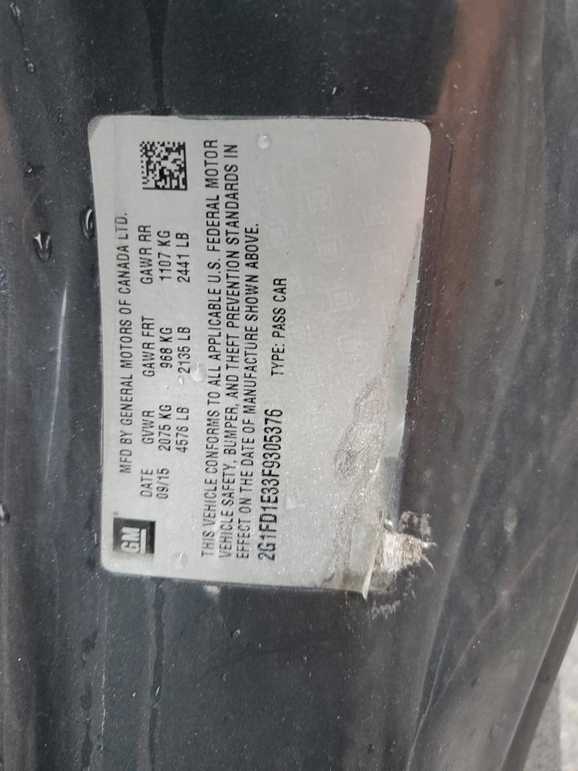 GM
MFD BY GENERAL MOTORS OF CANADA LTD.
DATE GVWR GAWR FRT GAWR RR
09/15 2075 KG 968 KG 1107 KG
4576 LB 2135 LB 2441 LB
THIS VEHICLE CONFORMS TO ALL APPLICABLE U.S. FEDERAL MOTOR
VEHICLE SAFETY, BUMPER, AND THEFT PREVENTION STANDARDS IN
EFFECT ON THE DATE OF MANUFACTURE SHOWN ABOVE.
2G1FD1E33F9305376 TYPE: PASS CAR